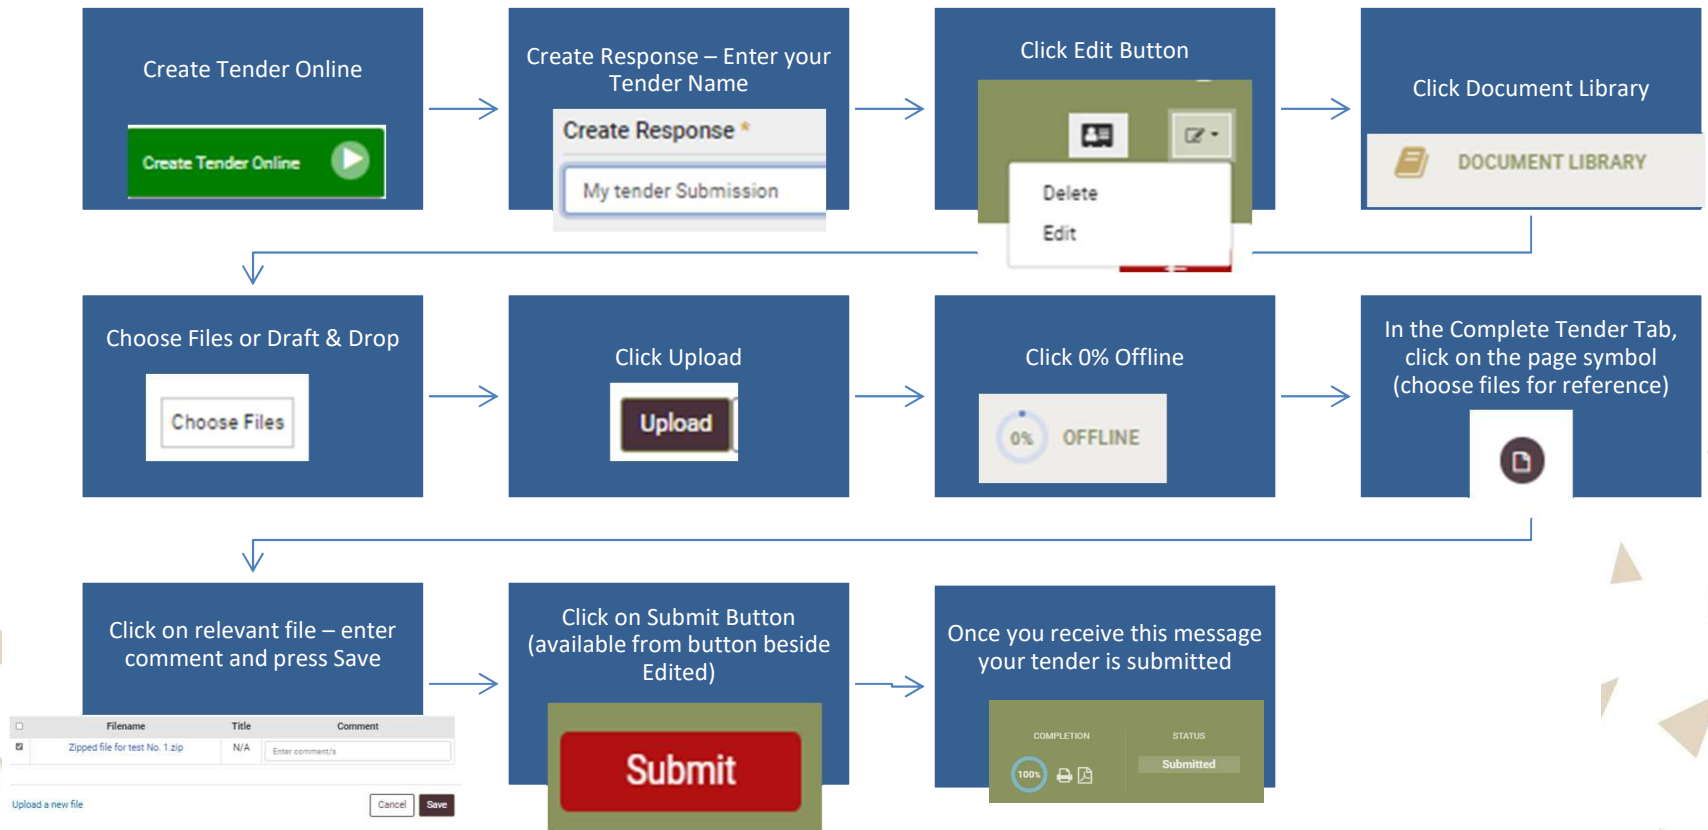 Create Tender Online
Create Tender Online
Create Response – Enter your
Tender Name
Create Response *
My tender Submission
Click Edit Button
Delete
Edit
Click Document Library
DOCUMENT LIBRARY
Choose Files or Draft & Drop
Choose Files
Click Upload
Upload
Click 0% Offline
0% OFFLINE
In the Complete Tender Tab,
click on the page symbol
(choose files for reference)
Click on relevant file – enter
comment and press Save
Filename Title Comment
Zipped file for test No. 1.zip N/A Enter comment/s
Upload a new file Cancel Save
Click on Submit Button
(available from button beside
Edited)
Submit
Once you receive this message
your tender is submitted
COMPLETION STATUS
100% Submitted